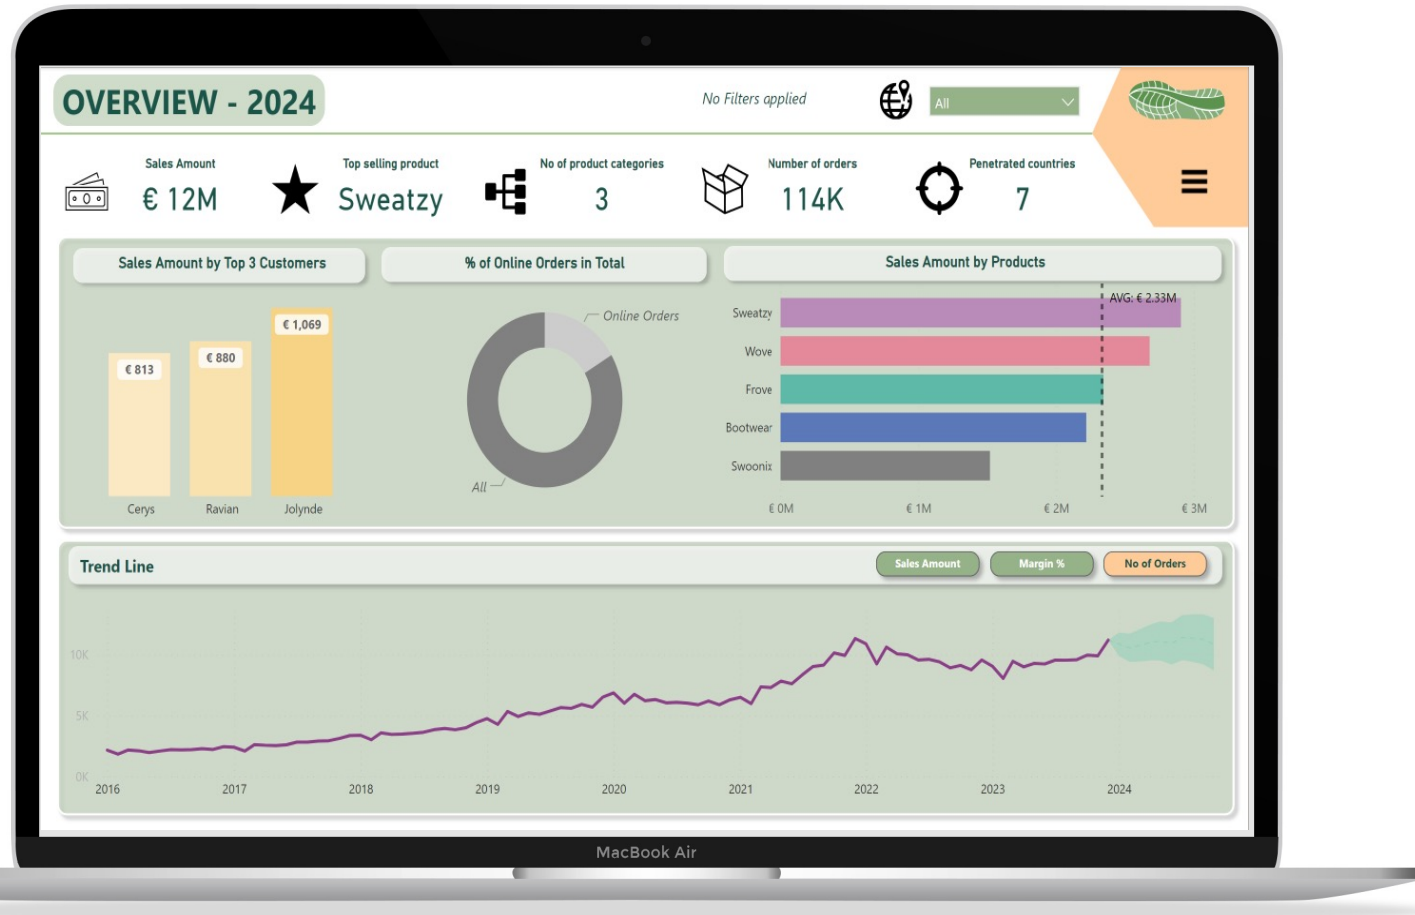 OVERVIEW - 2024
No Filters applied
All
Sales Amount
€ 12M
Top selling product
Sweatzy
No of product categories
3
Number of orders
114K
Penetrated countries
7
Sales Amount by Top 3 Customers
€ 813
€ 880
€ 1,069
Cerys
Ravian
Jolynde
% of Online Orders in Total
Online Orders
All
Sales Amount by Products
AVG: € 2.33M
Sweatzy
Wove
Frove
Bootwear
Swoonix
€ 0M
€ 1M
€ 2M
€ 3M
Trend Line
Sales Amount
Margin %
No of Orders
10K
5K
0K
2016
2017
2018
2019
2020
2021
2022
2023
2024
MacBook Air